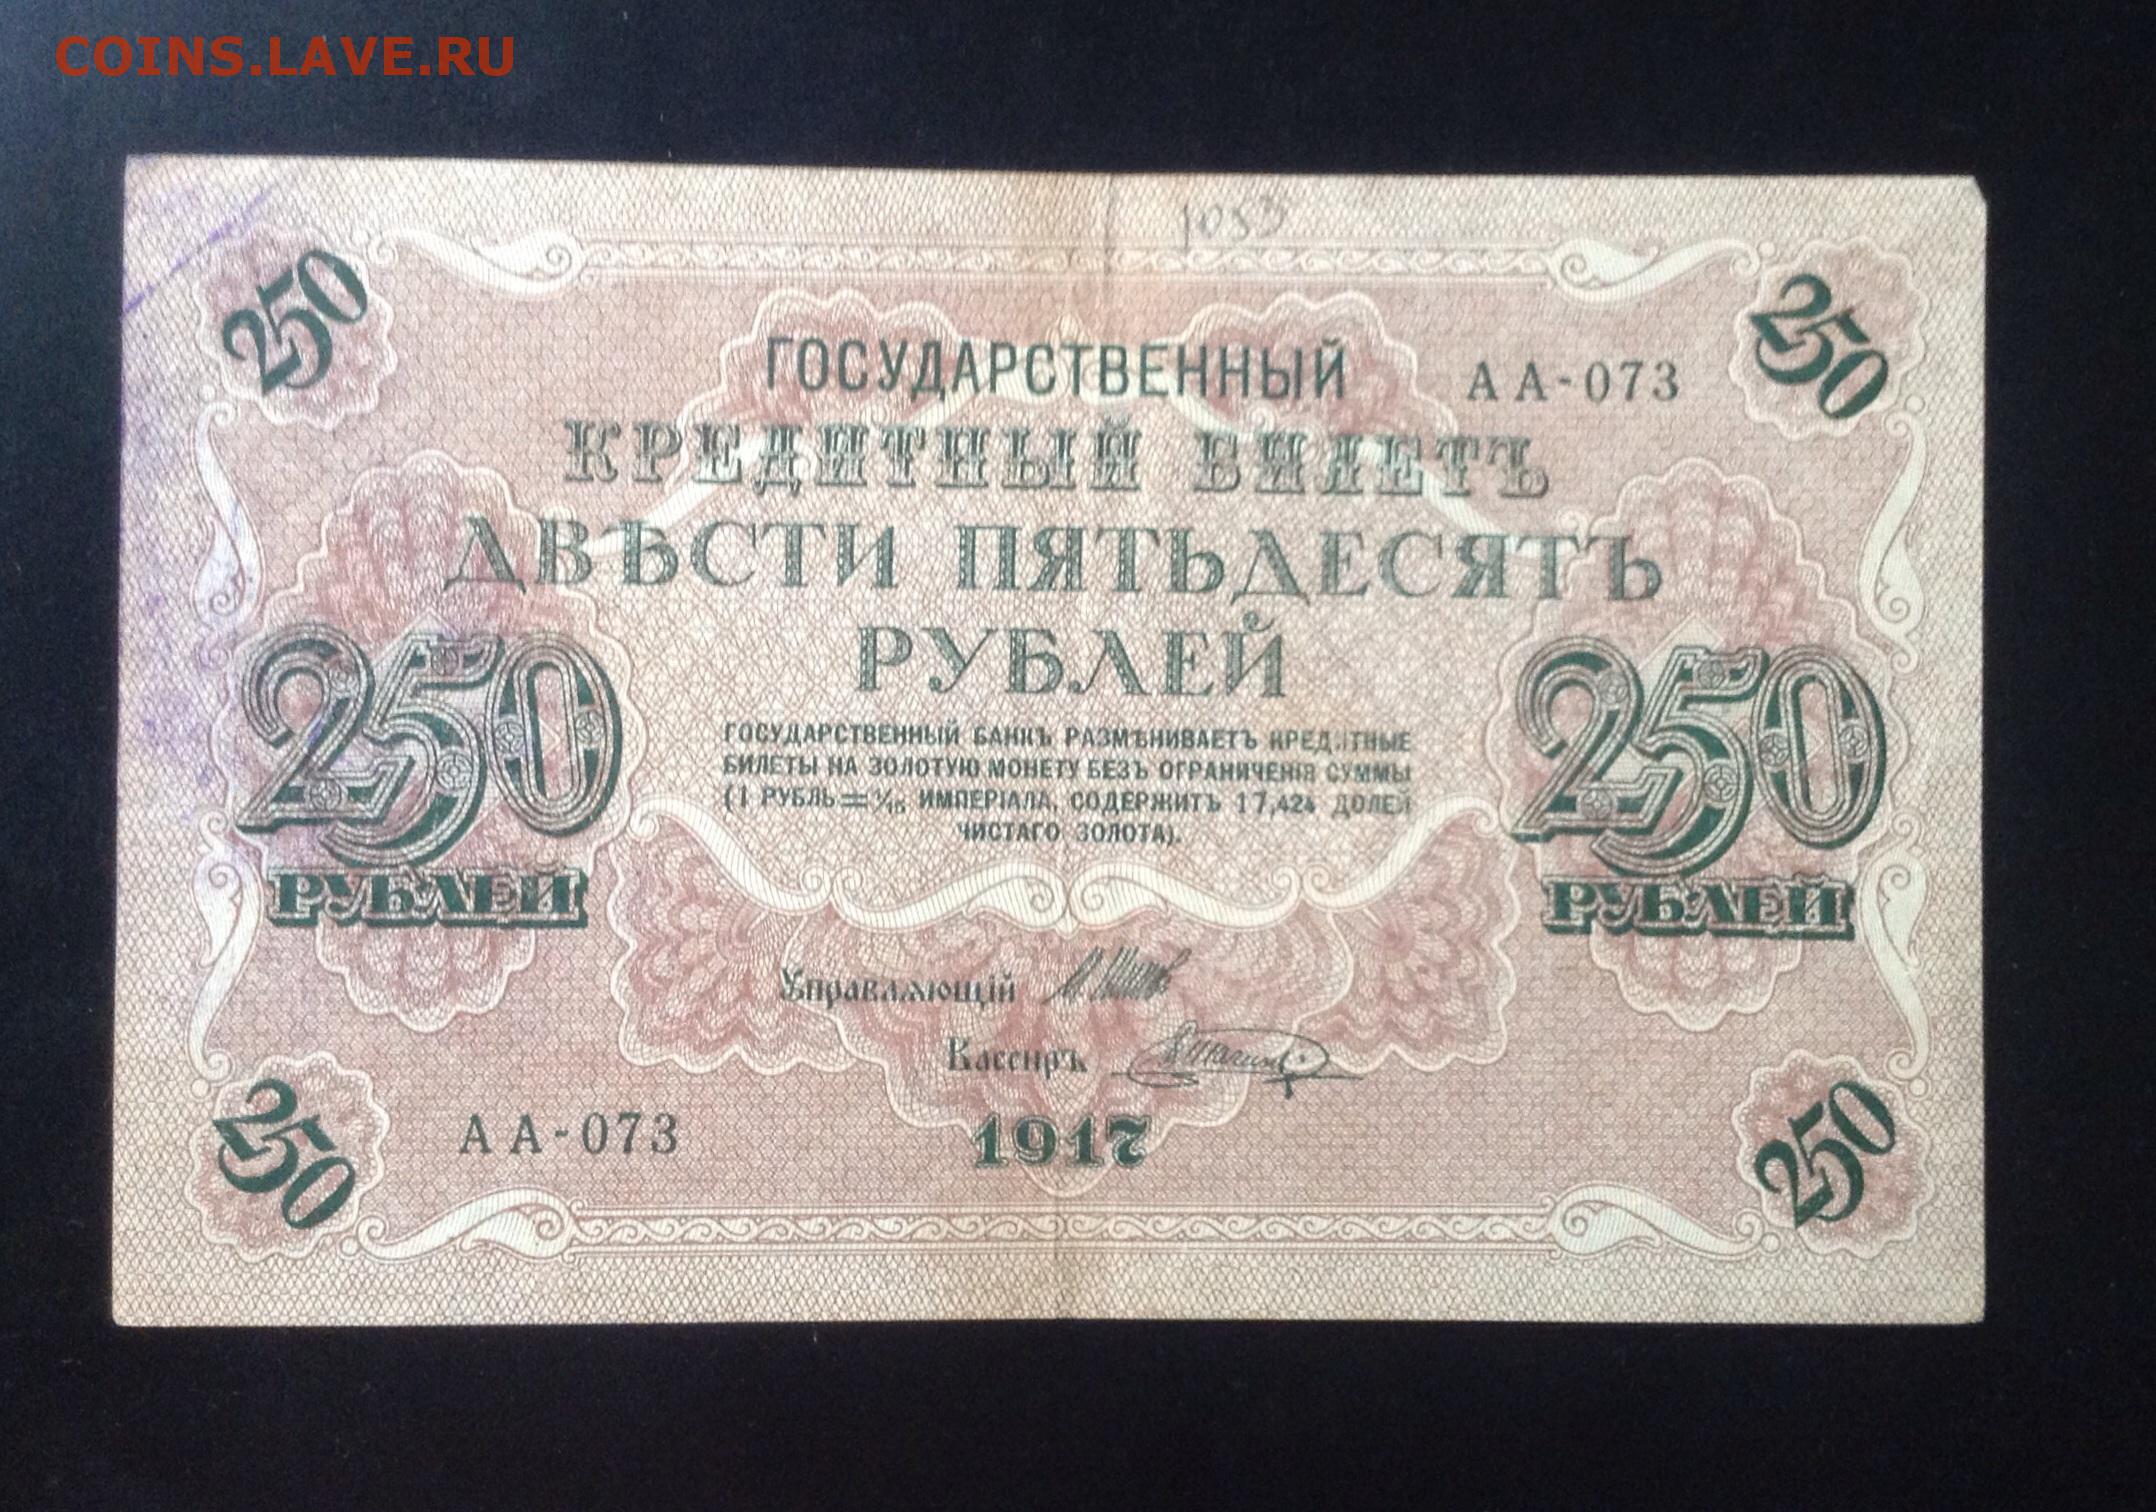 COINS.LAVE.RU
1053
250
250
ГОСУДАРСТВЕННЫЙ
АА-073
КРЕДИТНЫЙ БИЛЕТЪ
ДВѢСТИ ПЯТЬДЕСЯТЪ
РУБЛЕЙ
250
РУБЛЕЙ
250
РУБЛЕЙ
ГОСУДАРСТВЕННЫЙ БАНКЪ РАЗМѢНИВАЕТЪ КРЕДИТНЫЕ
БИЛЕТЫ НА ЗОЛОТУЮ МОНЕТУ БЕЗЪ ОГРАНИЧЕНІЯ СУММЫ
(1 РУБЛЬ = 1/15 ИМПЕРІАЛА, СОДЕРЖИТЪ 17,424 ДОЛЕЙ
ЧИСТАГО ЗОЛОТА).
Управляющій
Кассиръ
АА-073
1917
250
250